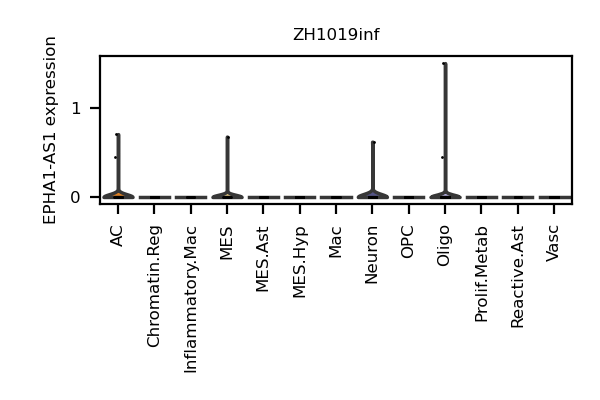 ZH1019inf
EPHA1-AS1 expression
1
0
AC
Chromatin.Reg
Inflammatory.Mac
MES
MES.Ast
MES.Hyp
Mac
Neuron
OPC
Oligo
Prolif.Metab
Reactive.Ast
Vasc